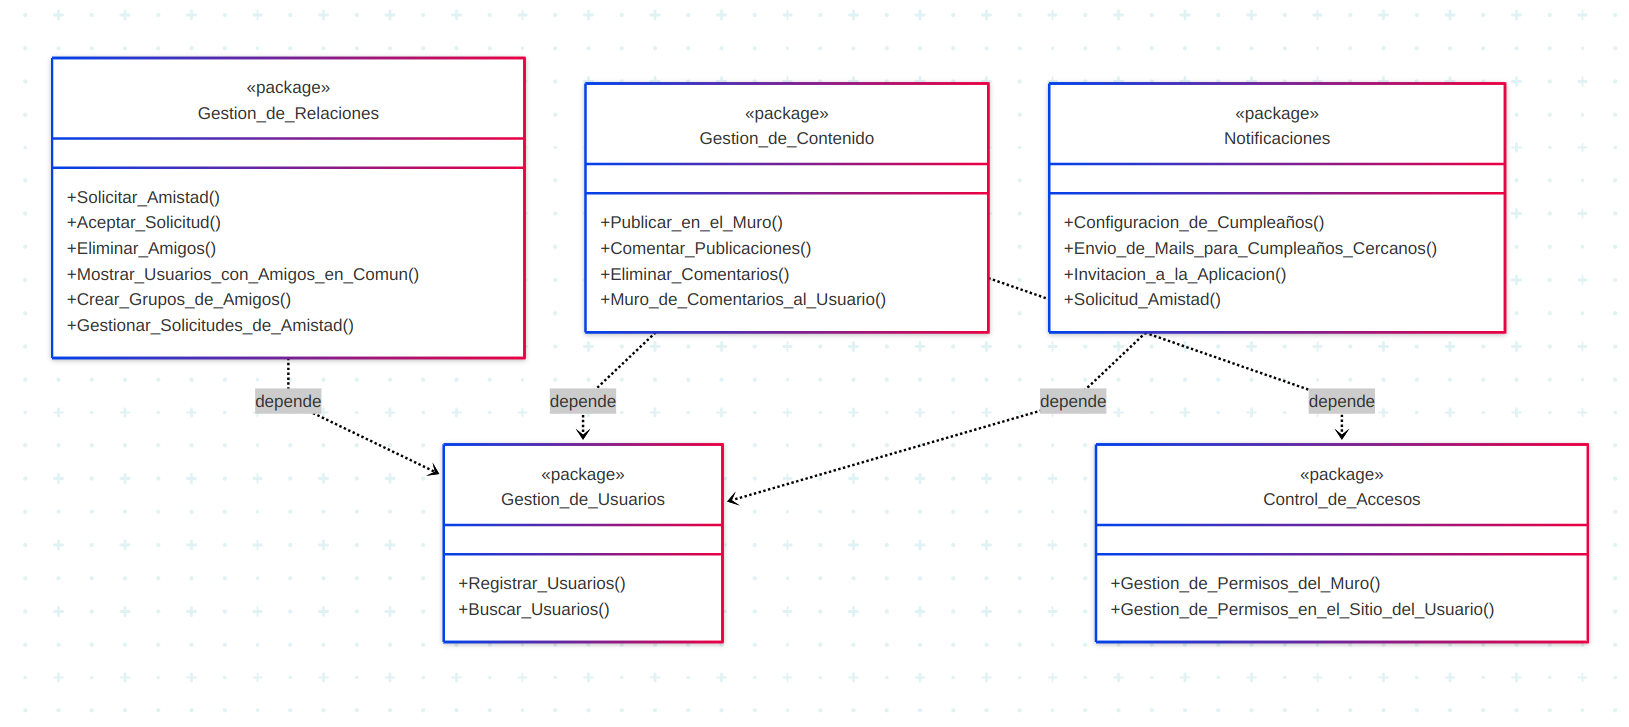 «package»
Gestion_de_Relaciones
+Solicitar_Amistad()
+Aceptar_Solicitud()
+Eliminar_Amigos()
+Mostrar_Usuarios_con_Amigos_en_Comun()
+Crear_Grupos_de_Amigos()
+Gestionar_Solicitudes_de_Amistad()
«package»
Gestion_de_Contenido
+Publicar_en_el_Muro()
+Comentar_Publicaciones()
+Eliminar_Comentarios()
+Muro_de_Comentarios_al_Usuario()
«package»
Notificaciones
+Configuracion_de_Cumpleaños()
+Envio_de_Mails_para_Cumpleaños_Cercanos()
+Invitacion_a_la_Aplicacion()
+Solicitud_Amistad()
depende
depende
depende
depende
«package»
Gestion_de_Usuarios
+Registrar_Usuarios()
+Buscar_Usuarios()
«package»
Control_de_Accesos
+Gestion_de_Permisos_del_Muro()
+Gestion_de_Permisos_en_el_Sitio_del_Usuario()